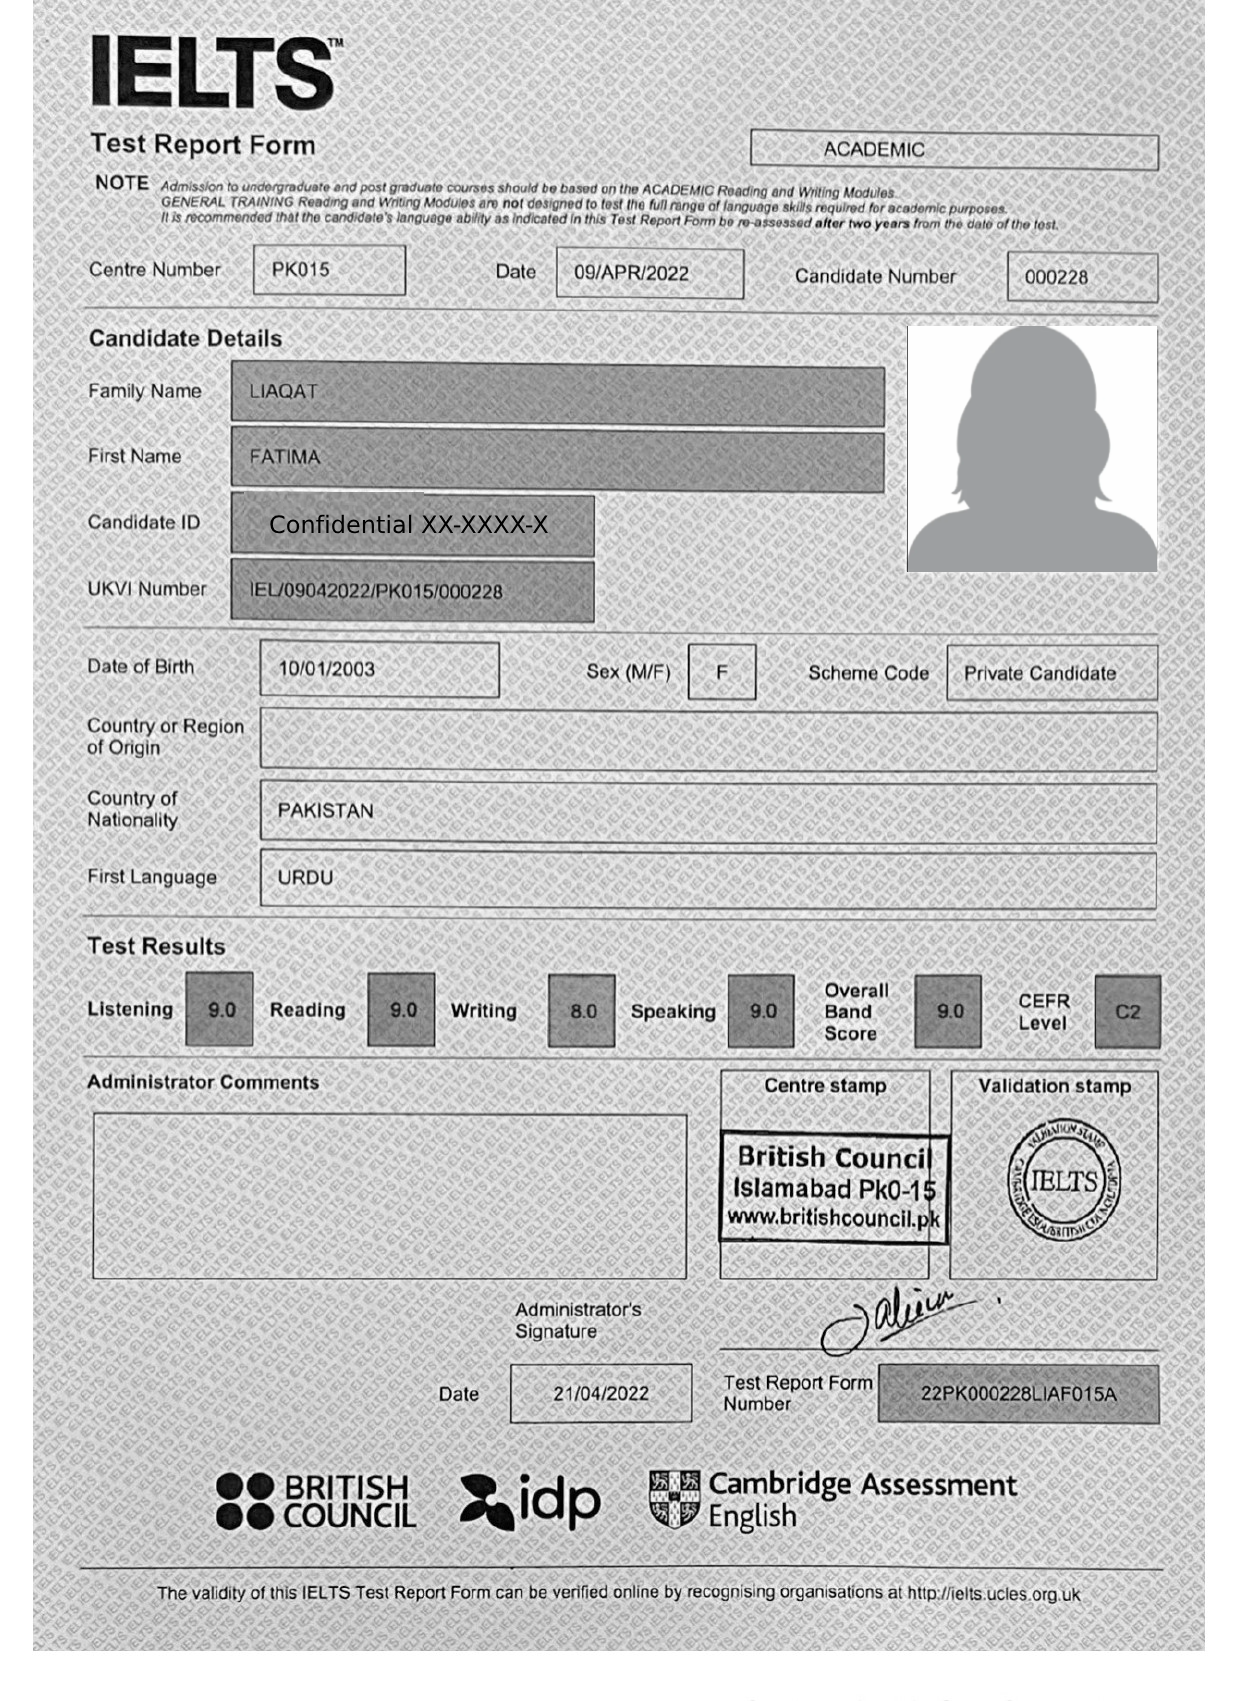 IELTS™
Test Report Form
ACADEMIC
NOTE Admission to undergraduate and post graduate courses should be based on the ACADEMIC Reading and Writing Modules.
GENERAL TRAINING Reading and Writing Modules are not designed to test the full range of language skills required for academic purposes.
It is recommended that the candidate's language ability as indicated in this Test Report Form be re-assessed after two years from the date of the test.
Centre Number PK015 Date 09/APR/2022 Candidate Number 000228
Candidate Details
Family Name LIAQAT
First Name FATIMA
Candidate ID Confidential XX-XXXX-X
UKVI Number IEL/09042022/PK015/000228
Date of Birth 10/01/2003 Sex (M/F) F Scheme Code Private Candidate
Country or Region
of Origin
Country of
Nationality PAKISTAN
First Language URDU
Test Results
Listening 9.0 Reading 9.0 Writing 8.0 Speaking 9.0 Overall Band Score 9.0 CEFR Level C2
Administrator Comments
Centre stamp
British Council
Islamabad Pk0-15
www.britishcouncil.pk
Validation stamp
VALIDATION STAMP
IELTS
Administrator's
Signature
Date 21/04/2022
Test Report Form
Number 22PK000228LIAF015A
BRITISH
COUNCIL
idp
Cambridge Assessment
English
The validity of this IELTS Test Report Form can be verified online by recognising organisations at http://ielts.ucles.org.uk